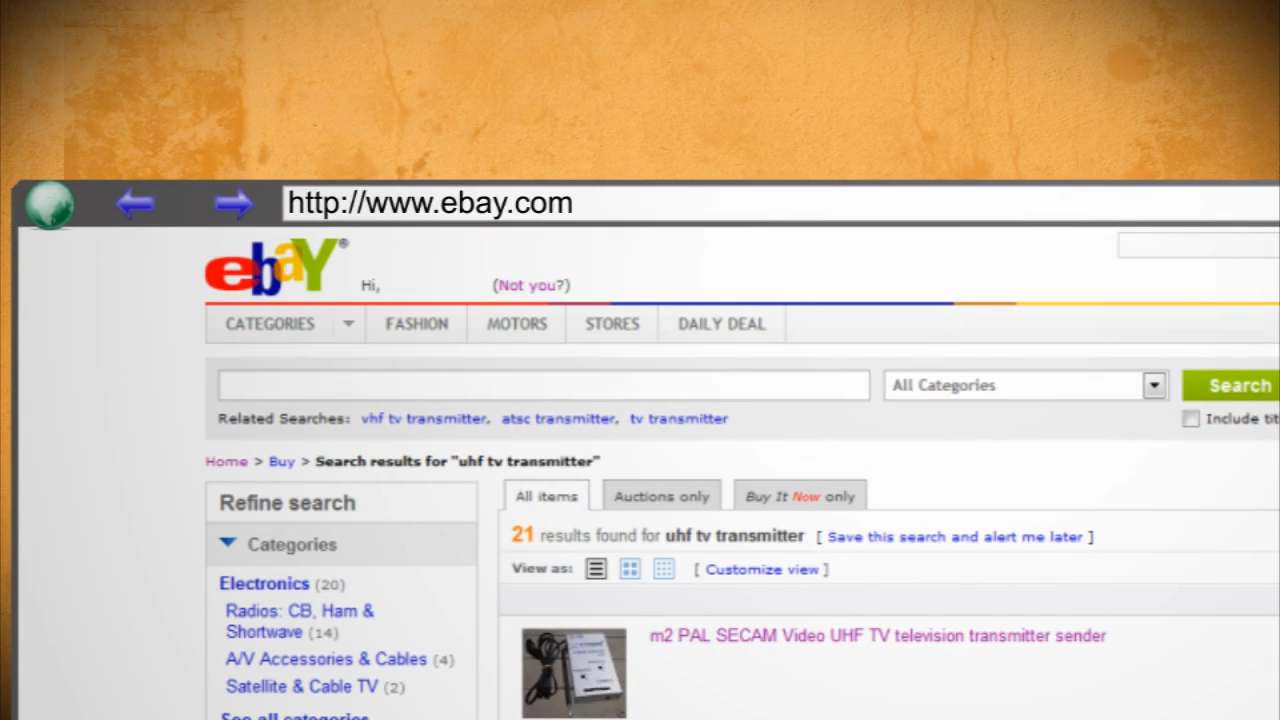 http://www.ebay.com
ebaY®
Hi, (Not you?)
CATEGORIES FASHION MOTORS STORES DAILY DEAL
All Categories Search
Related Searches: vhf tv transmitter, atsc transmitter, tv transmitter Include tit
Home > Buy > Search results for "uhf tv transmitter"
Refine search All items Auctions only Buy It Now only
21 results found for uhf tv transmitter [ Save this search and alert me later ]
Categories
View as: [ Customize view ]
Electronics (20)
Radios: CB, Ham &
Shortwave (14)
m2 PAL SECAM Video UHF TV television transmitter sender
A/V Accessories & Cables (4)
Satellite & Cable TV (2)
See all categories